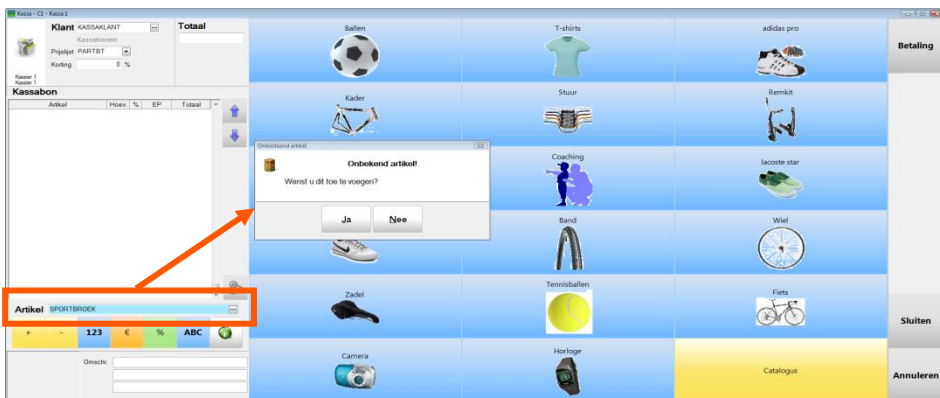 Kassa - C1 - Kassa 1
Klant KASSAKLANT
Kassaklanten
Prijslijst PARTBT
Korting 0 %
Kassier 1
Kassier 1
Totaal
Kassabon
Artikel Hoev. % EP Totaal
Artikel SPORTBROEK
+ - 123 € % ABC
Omschr.
Ballen
T-shirts
adidas pro
Kader
Stuur
Remkit
Coaching
lacoste star
Band
Wiel
Zadel
Tennisballen
Fiets
Camera
Horloge
Catalogus
Onbestaand artikel
Onbekend artikel!
Wenst u dit toe te voegen?
Ja Nee
Betaling
Sluiten
Annuleren